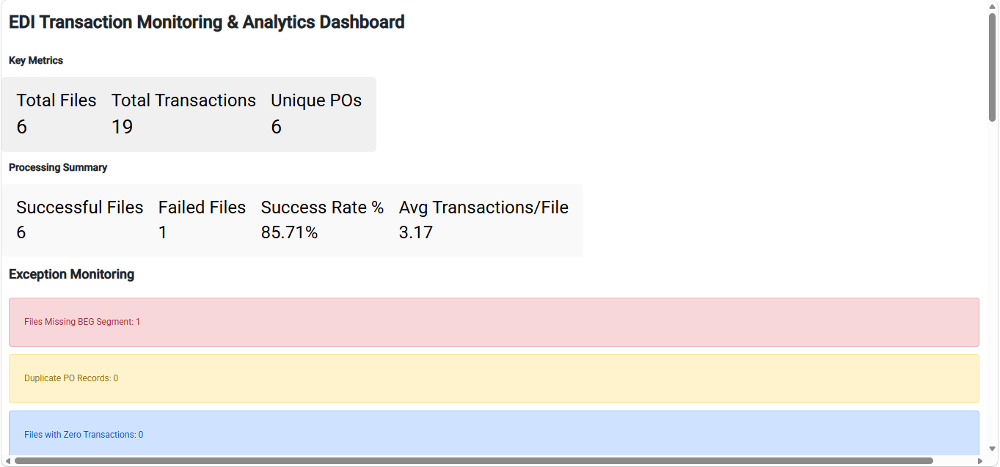 EDI Transaction Monitoring & Analytics Dashboard
Key Metrics
Total Files Total Transactions Unique POs
6 19 6
Processing Summary
Successful Files Failed Files Success Rate % Avg Transactions/File
6 1 85.71% 3.17
Exception Monitoring
Files Missing BEG Segment: 1
Duplicate PO Records: 0
Files with Zero Transactions: 0